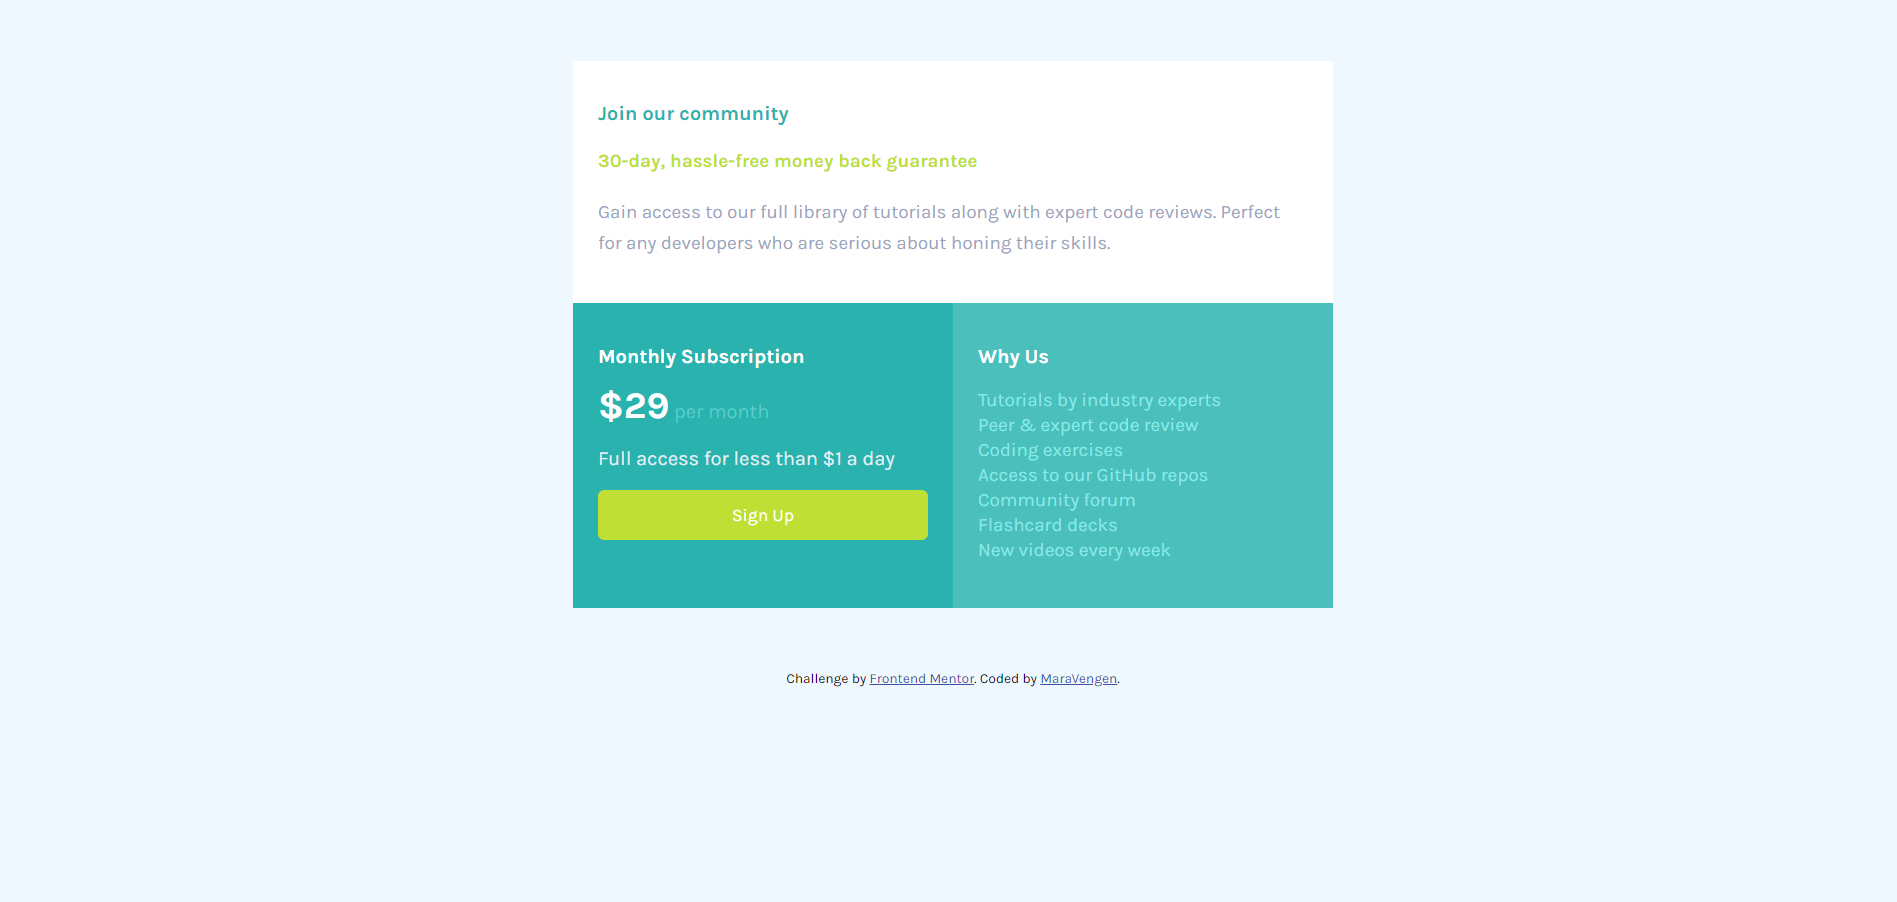 Join our community
30-day, hassle-free money back guarantee
Gain access to our full library of tutorials along with expert code reviews. Perfect
for any developers who are serious about honing their skills.
Monthly Subscription
$29 per month
Full access for less than $1 a day
Sign Up
Why Us
Tutorials by industry experts
Peer & expert code review
Coding exercises
Access to our GitHub repos
Community forum
Flashcard decks
New videos every week
Challenge by Frontend Mentor. Coded by MaraVengen.